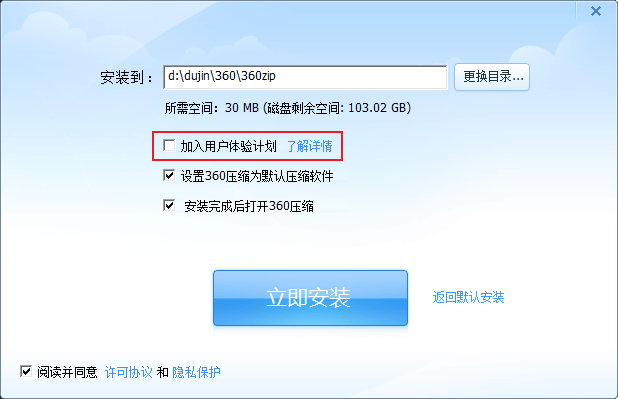 安装到： d:\dujin\360\360zip 更换目录...
所需空间：30 MB (磁盘剩余空间: 103.02 GB)
加入用户体验计划 了解详情
设置360压缩为默认压缩软件
安装完成后打开360压缩
立即安装 返回默认安装
阅读并同意 许可协议 和 隐私保护